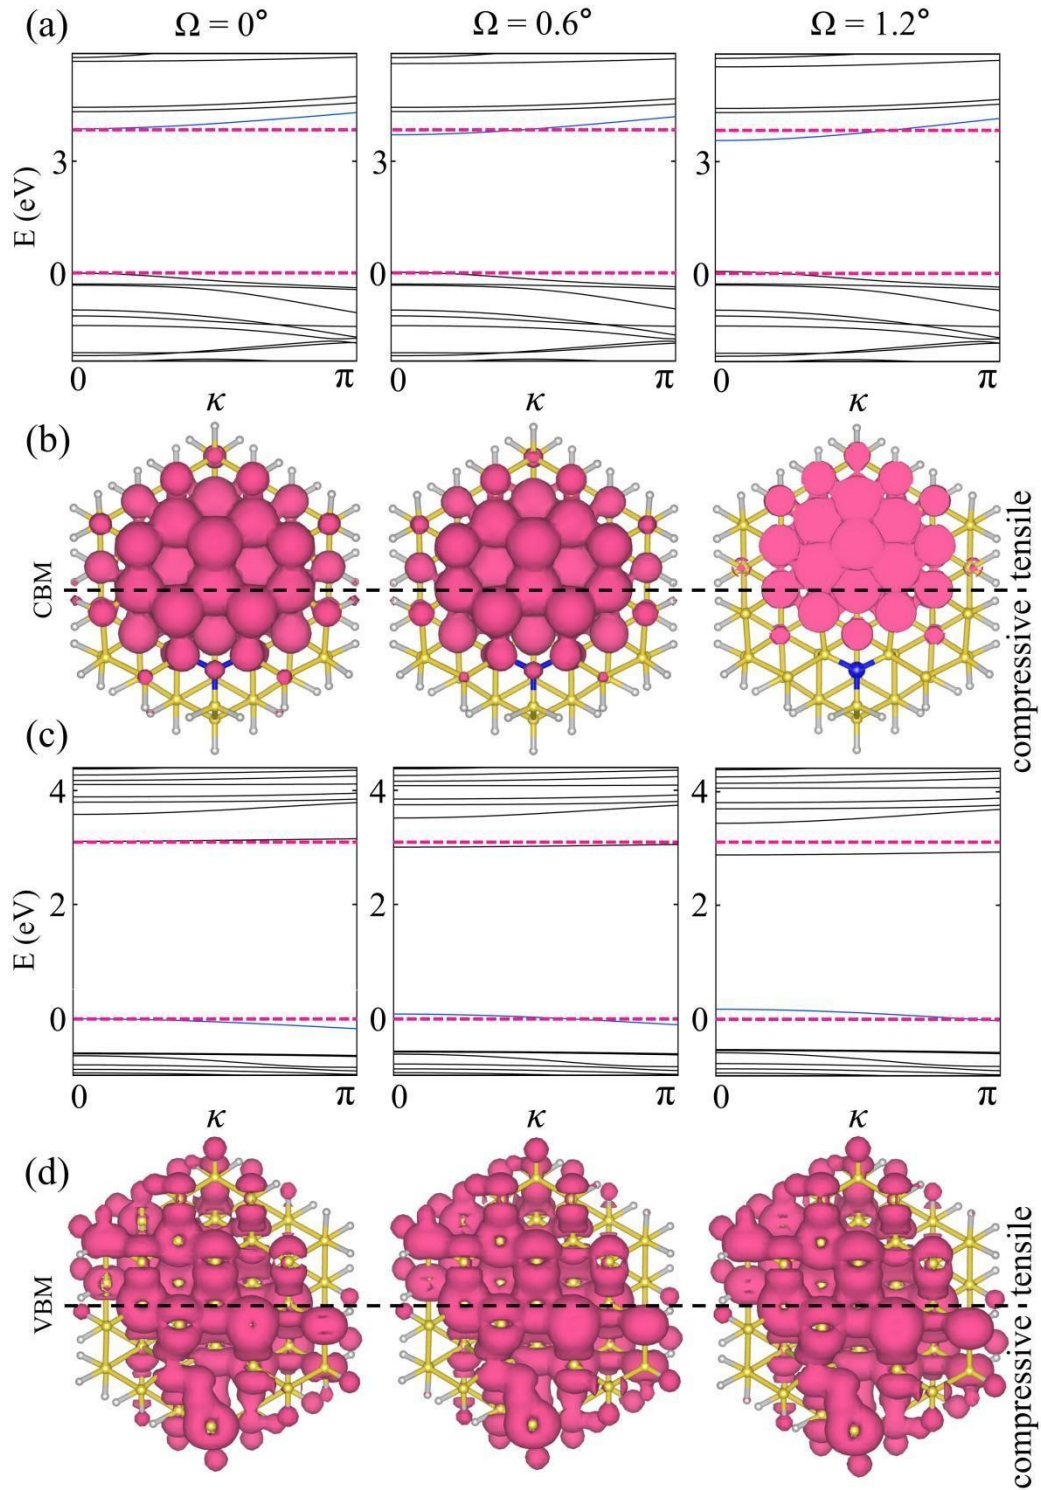 (a) Ω = 0° Ω = 0.6° Ω = 1.2°
E (eV)
3 3 3
0 0 0
0 π 0 π 0 π
κ κ κ
(b)
CBM
compressive tensile
(c)
E (eV)
4 4 4
2 2 2
0 0 0
0 π 0 π 0 π
κ κ κ
(d)
VBM
compressive tensile